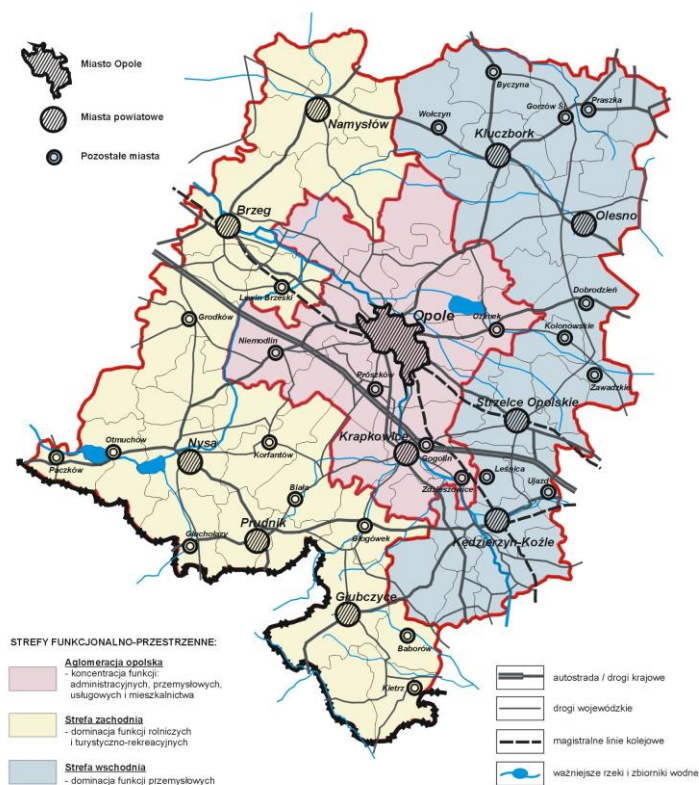 Miasto Opole
Miasta powiatowe
Pozostałe miasta
Byczyna
Gorzów Śl.
Praszka
Wołczyn
Namysłów
Kluczbork
Olesno
Brzeg
Lewin Brzeski
Dobrodzień
Opole
Ozimek
Grodków
Kolonowskie
Niemodlin
Prószków
Zawadzkie
Strzelce Opolskie
Krapkowice
Gogolin
Otmuchów
Nysa
Korfantów
Paczków
Leśnica
Ujazd
Zdzieszowice
Biała
Prudnik
Głuchołazy
Głogówek
Kędzierzyn-Koźle
Głubczyce
Baborów
Kietrz
STREFY FUNKCJONALNO-PRZESTRZENNE:
Aglomeracja opolska
- koncentracja funkcji:
administracyjnych, przemysłowych,
usługowych i mieszkalnictwa
Strefa zachodnia
- dominacja funkcji rolniczych
i turystyczno-rekreacyjnych
Strefa wschodnia
- dominacja funkcji przemysłowych
autostrada / drogi krajowe
drogi wojewódzkie
magistralne linie kolejowe
ważniejsze rzeki i zbiorniki wodne